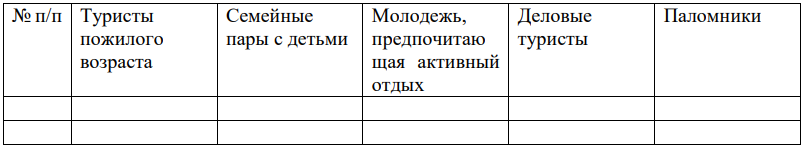 № п/п
Туристы
пожилого
возраста
Семейные
пары с детьми
Молодежь,
предпочитаю
щая активный
отдых
Деловые
туристы
Паломники